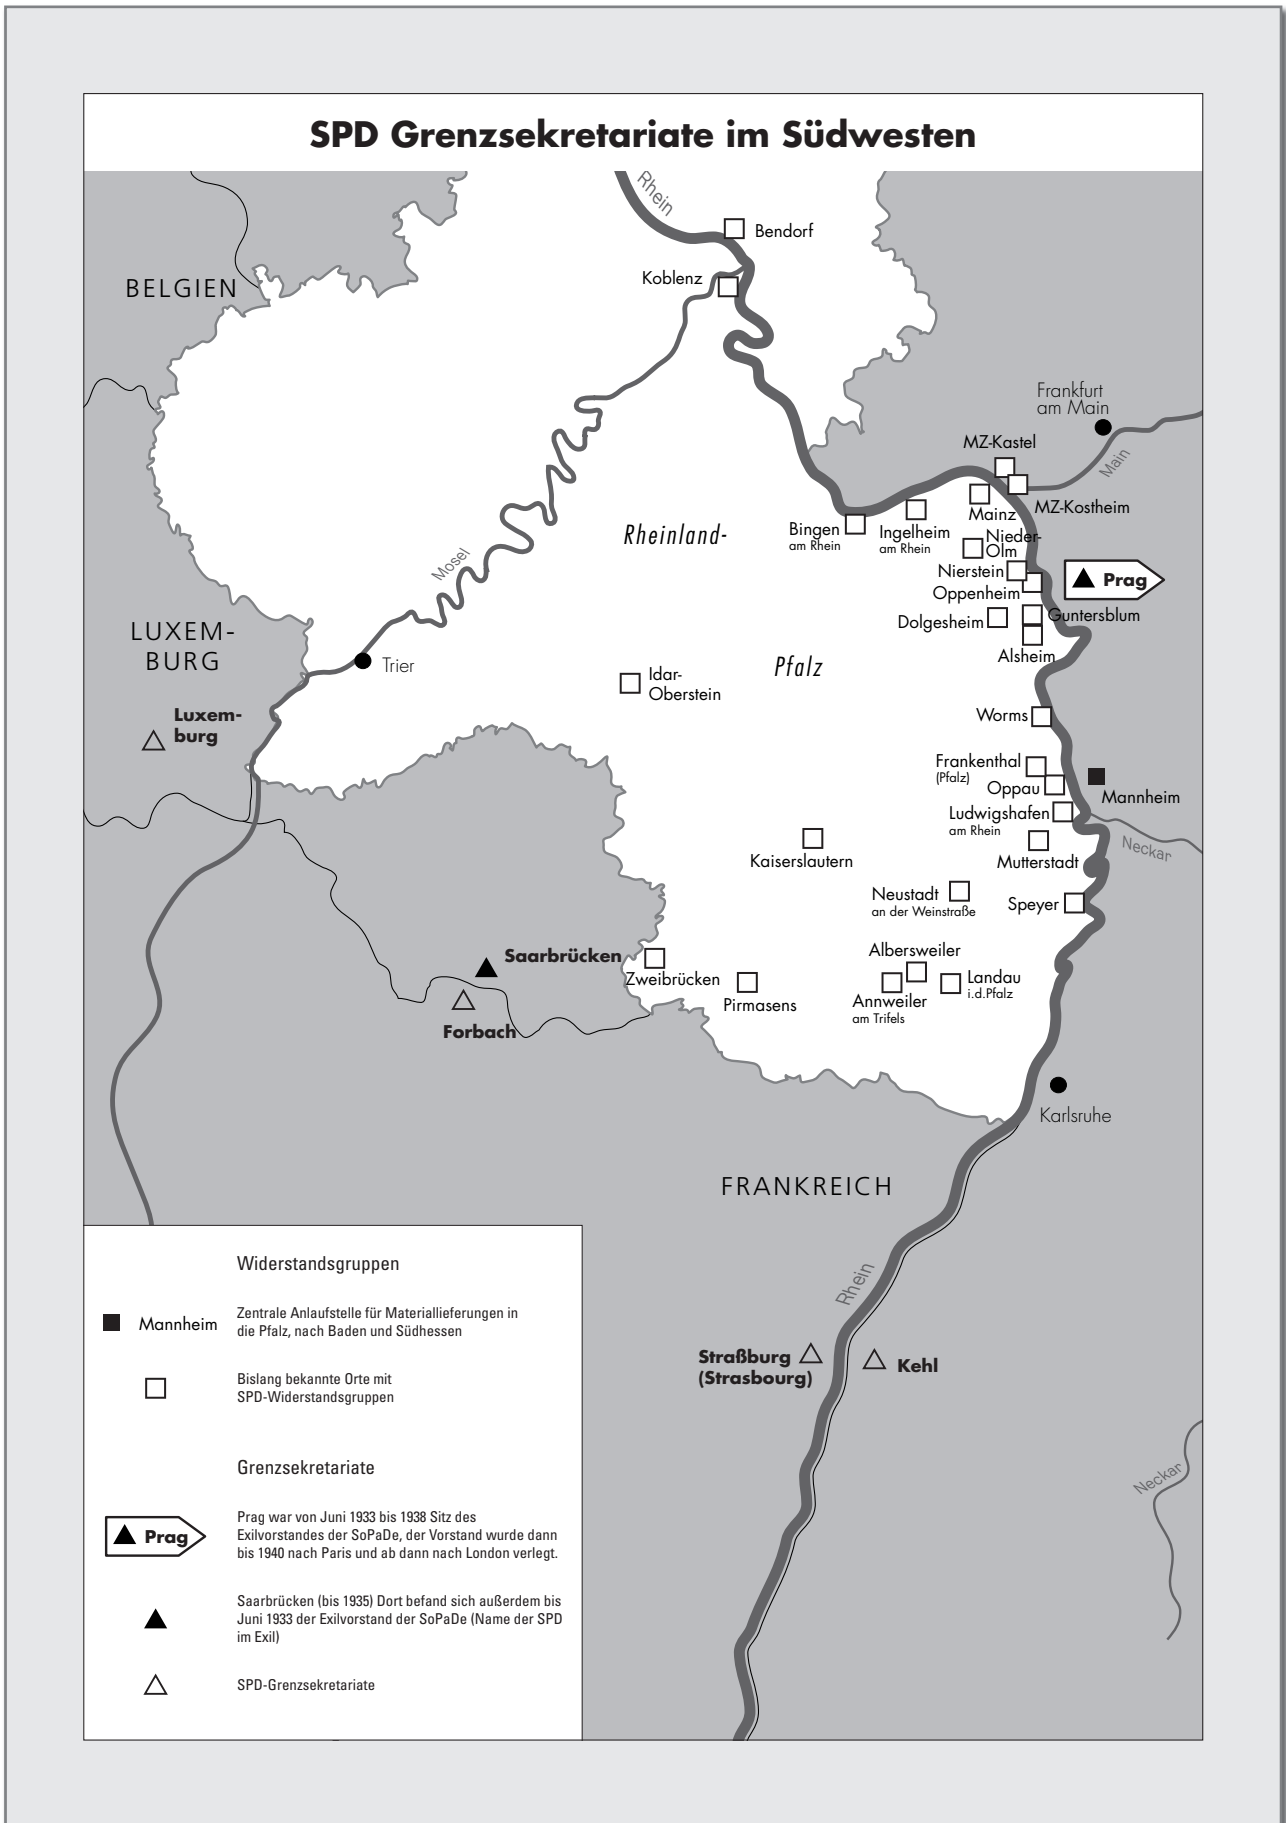 SPD Grenzsekretariate im Südwesten
Rhein
Bendorf
Koblenz
BELGIEN
Frankfurt
am Main
MZ-Kastel
Main
MZ-Kostheim
Mainz
Bingen
am Rhein
Ingelheim
am Rhein
Rheinland-
Nieder-
Olm
Mosel
Nierstein
Prag
Oppenheim
Guntersblum
Dolgesheim
LUXEM-
BURG
Alsheim
Trier
Pfalz
Idar-
Oberstein
Luxem-
burg
Worms
Frankenthal
(Pfalz)
Oppau
Mannheim
Ludwigshafen
am Rhein
Neckar
Kaiserslautern
Mutterstadt
Neustadt
an der Weinstraße
Speyer
Albersweiler
Saarbrücken
Zweibrücken
Landau
i.d.Pfalz
Pirmasens
Annweiler
am Trifels
Forbach
Karlsruhe
FRANKREICH
Rhein
Straßburg
(Strasbourg)
Kehl
Neckar
Widerstandsgruppen
Mannheim
Zentrale Anlaufstelle für Materiallieferungen in
die Pfalz, nach Baden und Südhessen
Bislang bekannte Orte mit
SPD-Widerstandsgruppen
Grenzsekretariate
Prag
Prag war von Juni 1933 bis 1938 Sitz des
Exilvorstandes der SoPaDe, der Vorstand wurde dann
bis 1940 nach Paris und ab dann nach London verlegt.
Saarbrücken (bis 1935) Dort befand sich außerdem bis
Juni 1933 der Exilvorstand der SoPaDe (Name der SPD
im Exil)
SPD-Grenzsekretariate